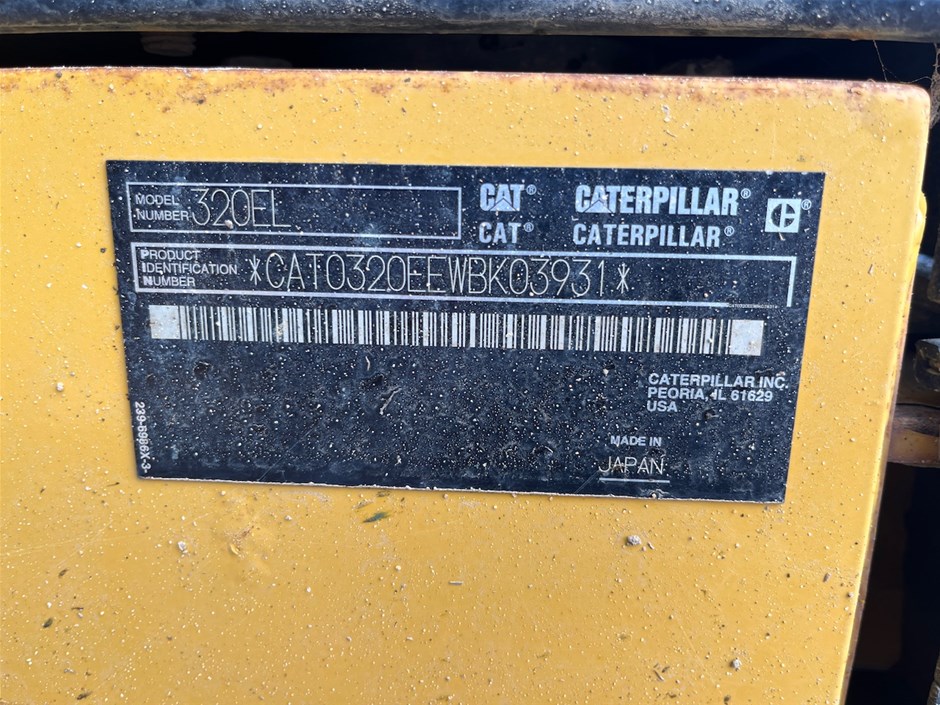 MODEL
NUMBER 320EL
CAT® CATERPILLAR®
CAT® CATERPILLAR®
PRODUCT
IDENTIFICATION
NUMBER
*CAT0320EEWBK03931*
CATERPILLAR INC.
PEORIA, IL 61629
USA
MADE IN
JAPAN